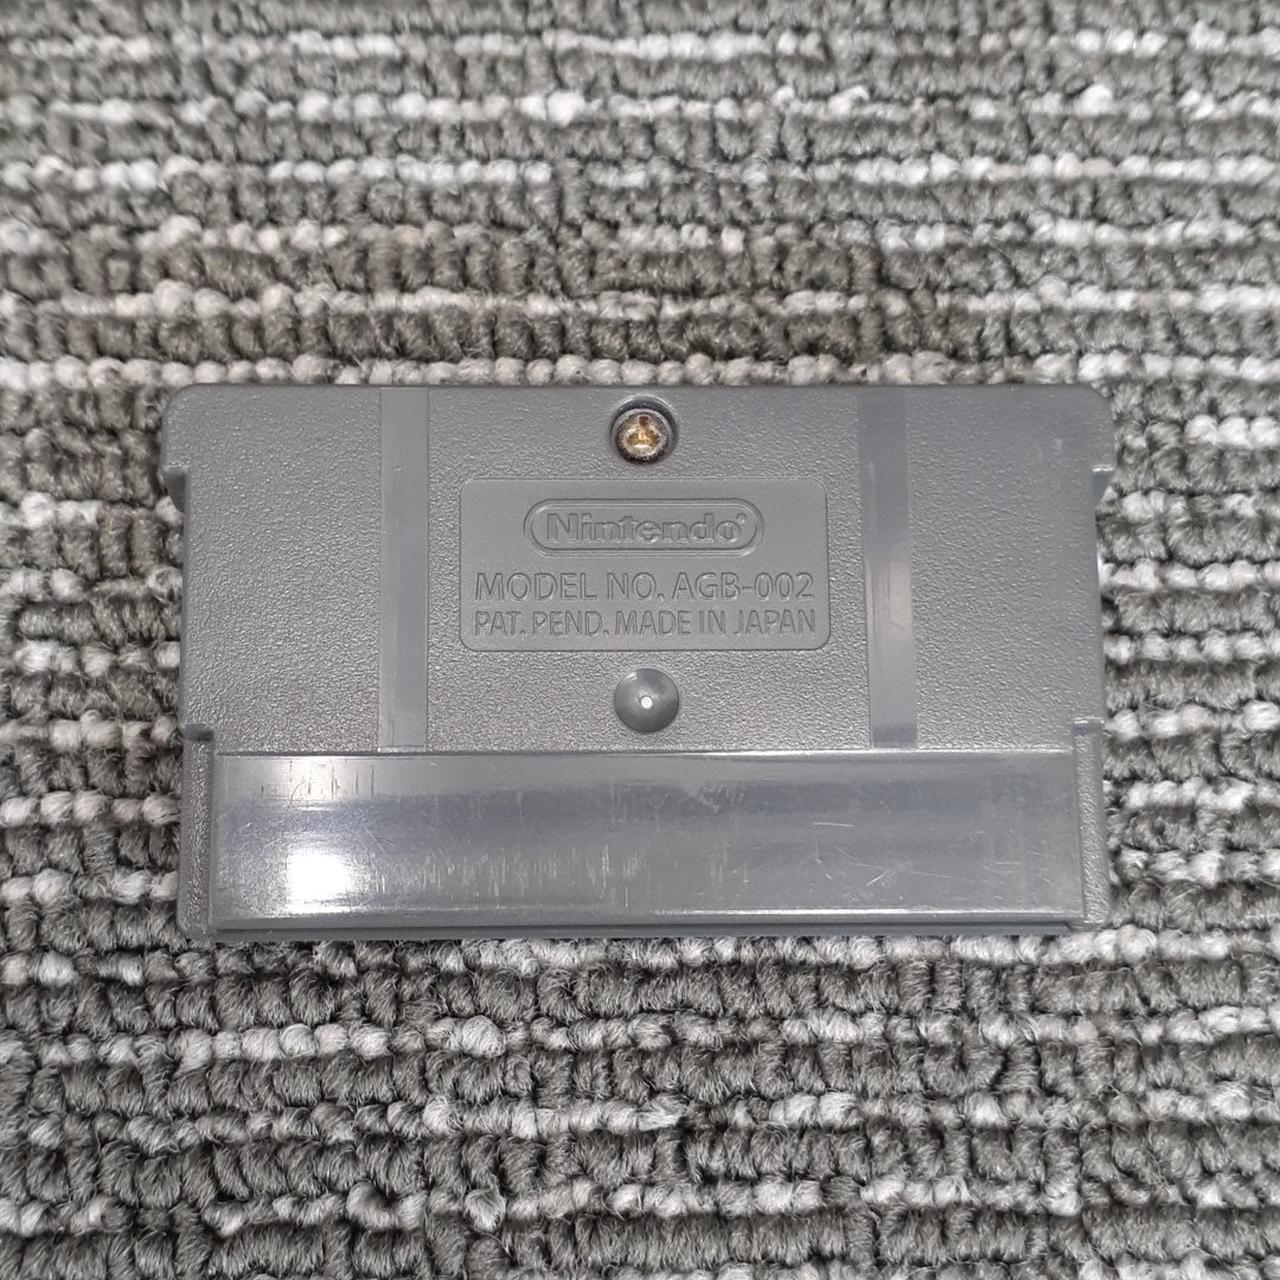 Nintendo®
MODEL NO. AGB-002
PAT. PEND. MADE IN JAPAN